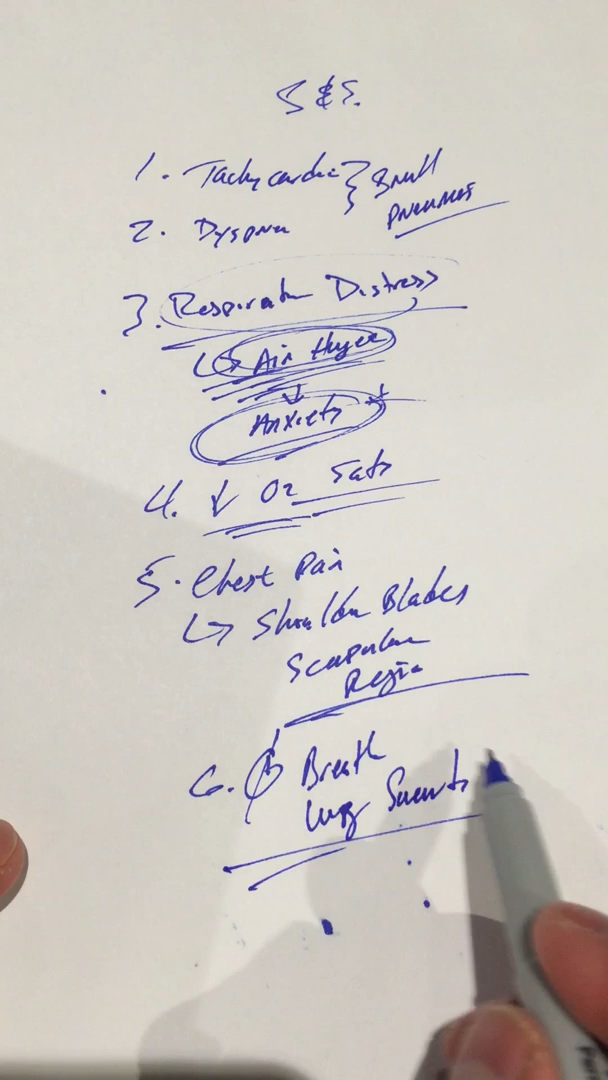 S & S.
1. Tachycardia } Small
pneumos
2. Dyspnea
3. Respiratory Distress
↳ Air Hunger
↓
Anxiety
4. ↓ O2 Sats
5. Chest Pain
↳ Shoulder Blades
Scapular
Region
6. Ø Breath
Lung Sounds